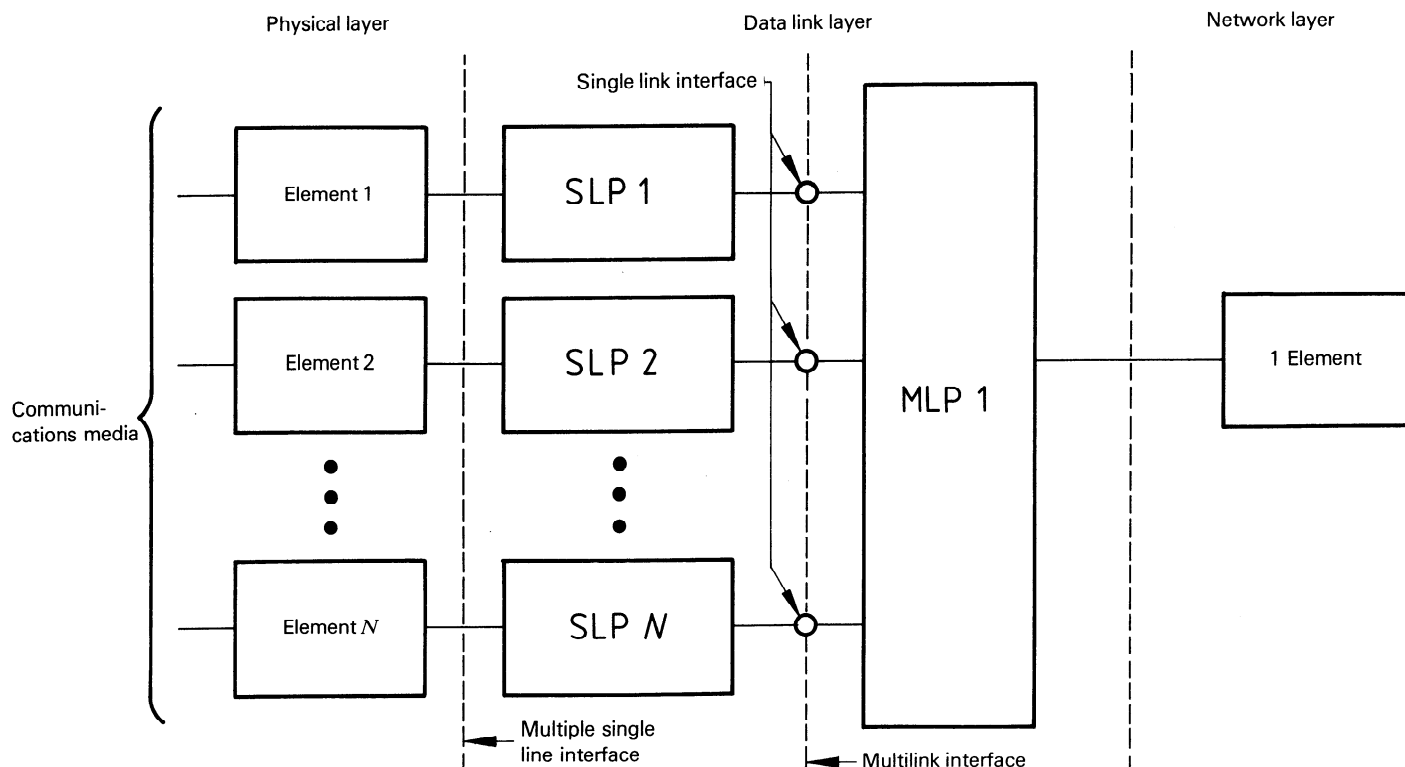 Physical layer
Data link layer
Network layer
Single link interface
Element 1
SLP 1
Element 2
SLP 2
MLP 1
1 Element
Communi-
cations media
Element N
SLP N
Multiple single
line interface
Multilink interface